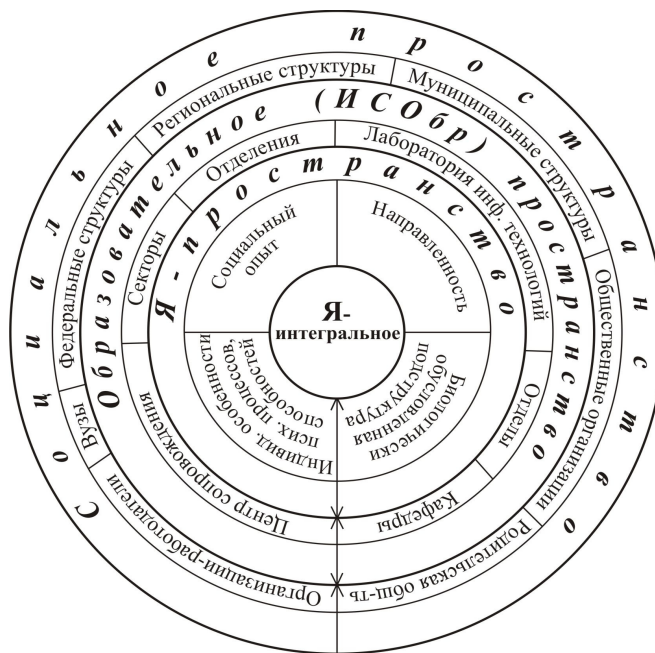 Социальное пространство
Региональные структуры
Муниципальные структуры
Федеральные структуры
Общественные организации
Вузы
Организации-работодатели
Родительская общ-ть
Образовательное (ИСОбр) пространство
Отделения
Лаборатория инф. технологий
Секторы
Отделы
Центр сопровождения
Кафедры
Я-пространство
Социальный
опыт
Направленность
Индивид. особенности
псих. процессов,
способностей
Биологически
обусловленная
подструктура
Я-
интегральное